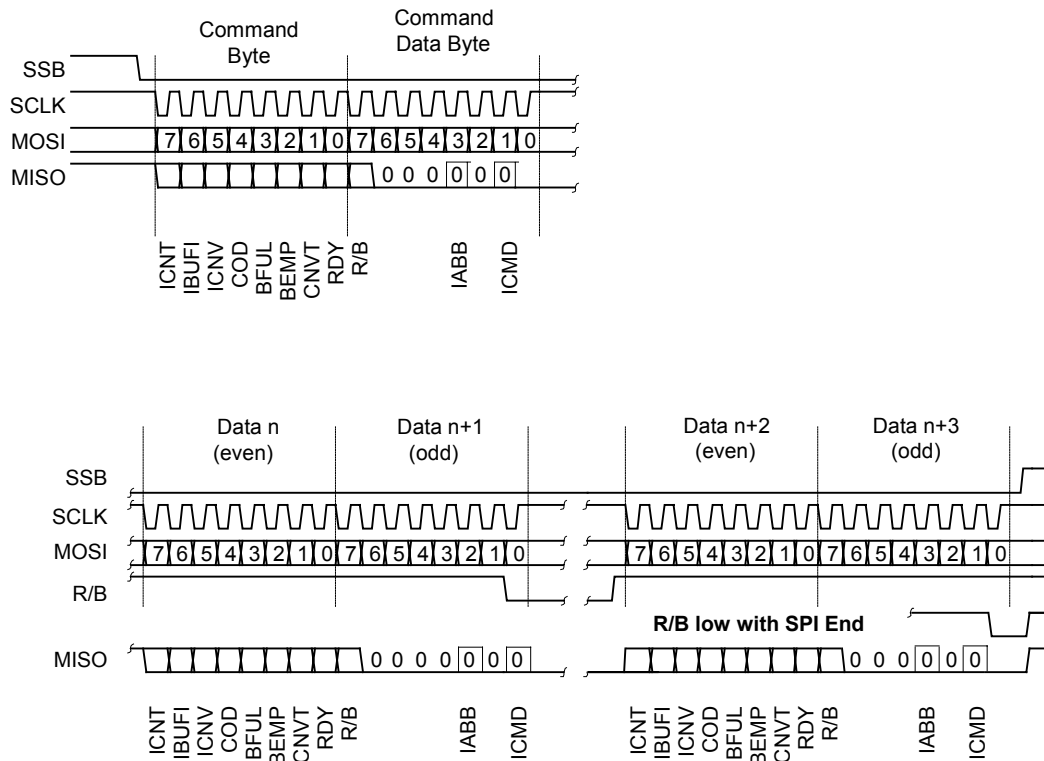 Command
Byte
Command
Data Byte
SSB
SCLK
MOSI 7 6 5 4 3 2 1 0 7 6 5 4 3 2 1 0
MISO 0 0 0 0 0 0
ICNT IBUFI ICNV COD BFUL BEMP CNVT RDY R/B IABB ICMD
Data n
(even)
Data n+1
(odd)
Data n+2
(even)
Data n+3
(odd)
SSB
SCLK
MOSI 7 6 5 4 3 2 1 0 7 6 5 4 3 2 1 0 7 6 5 4 3 2 1 0 7 6 5 4 3 2 1 0
R/B
R/B low with SPI End
MISO 0 0 0 0 0 0 0 0 0 0 0 0 0
ICNT IBUFI ICNV COD BFUL BEMP CNVT RDY R/B IABB ICMD ICNT IBUFI ICNV COD BFUL BEMP CNVT RDY R/B IABB ICMD